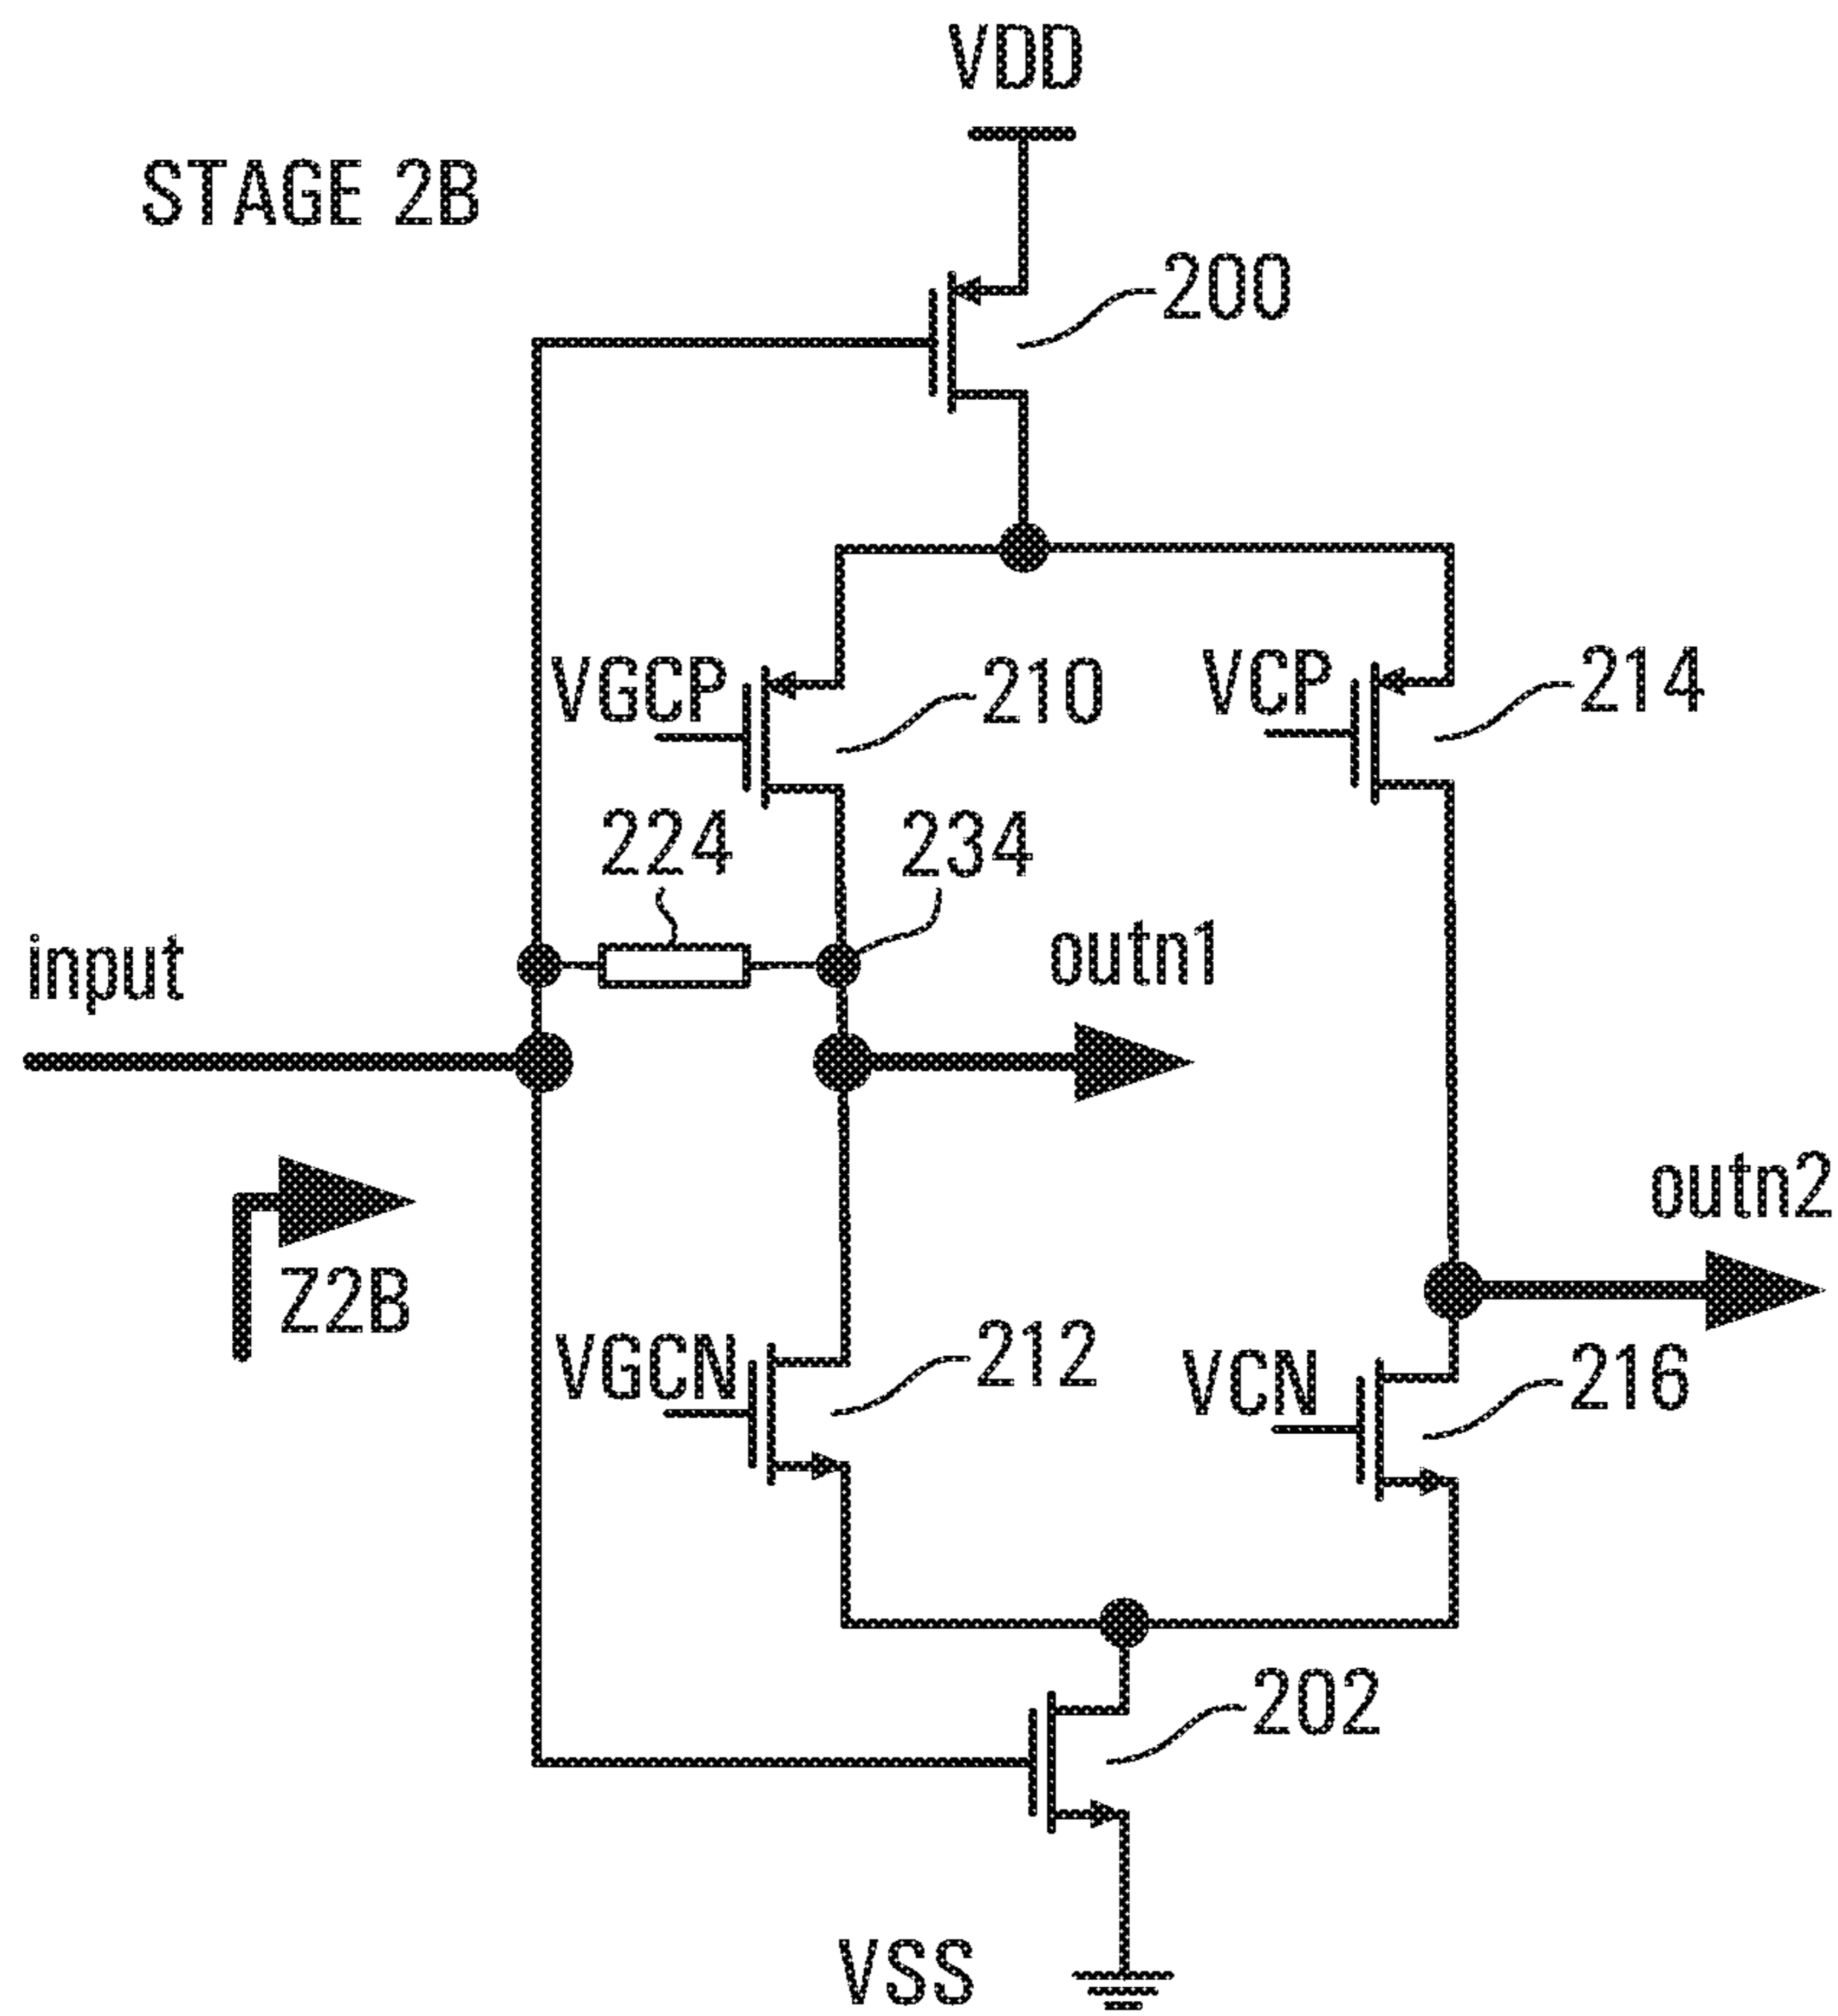 VDD
STAGE 2B
200
VGCP
210
VCP
214
224
234
input
outn1
outn2
Z2B
VGCN
212
VCN
216
202
VSS